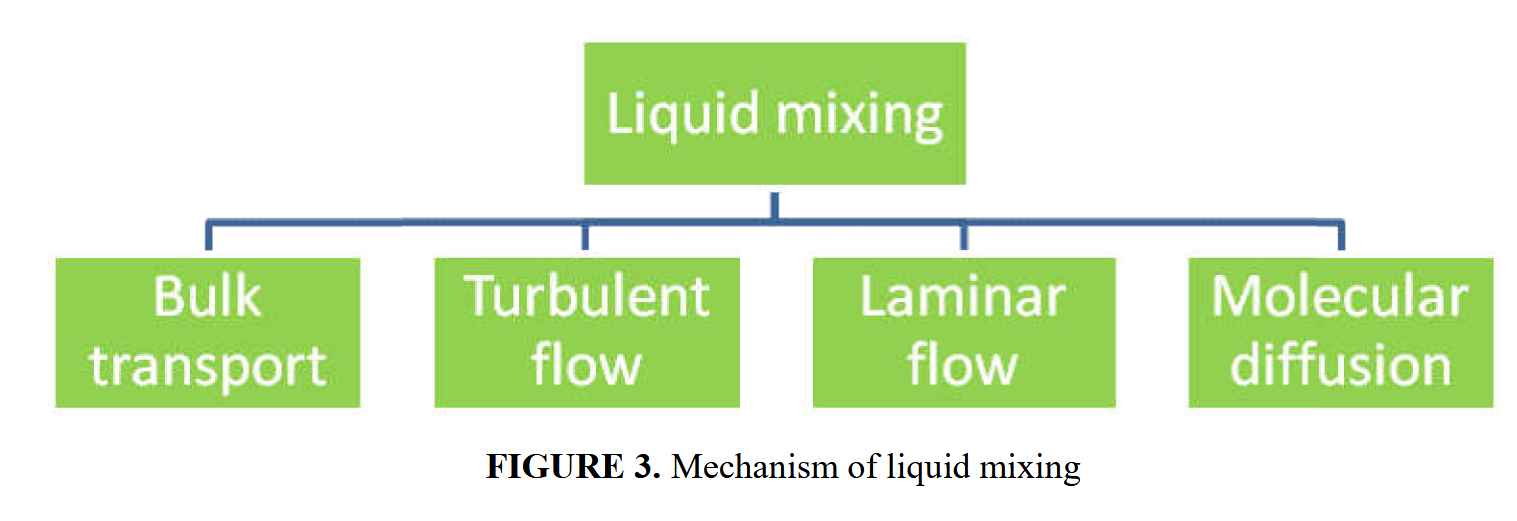 Liquid mixing
Bulk
transport
Turbulent
flow
Laminar
flow
Molecular
diffusion
FIGURE 3. Mechanism of liquid mixing